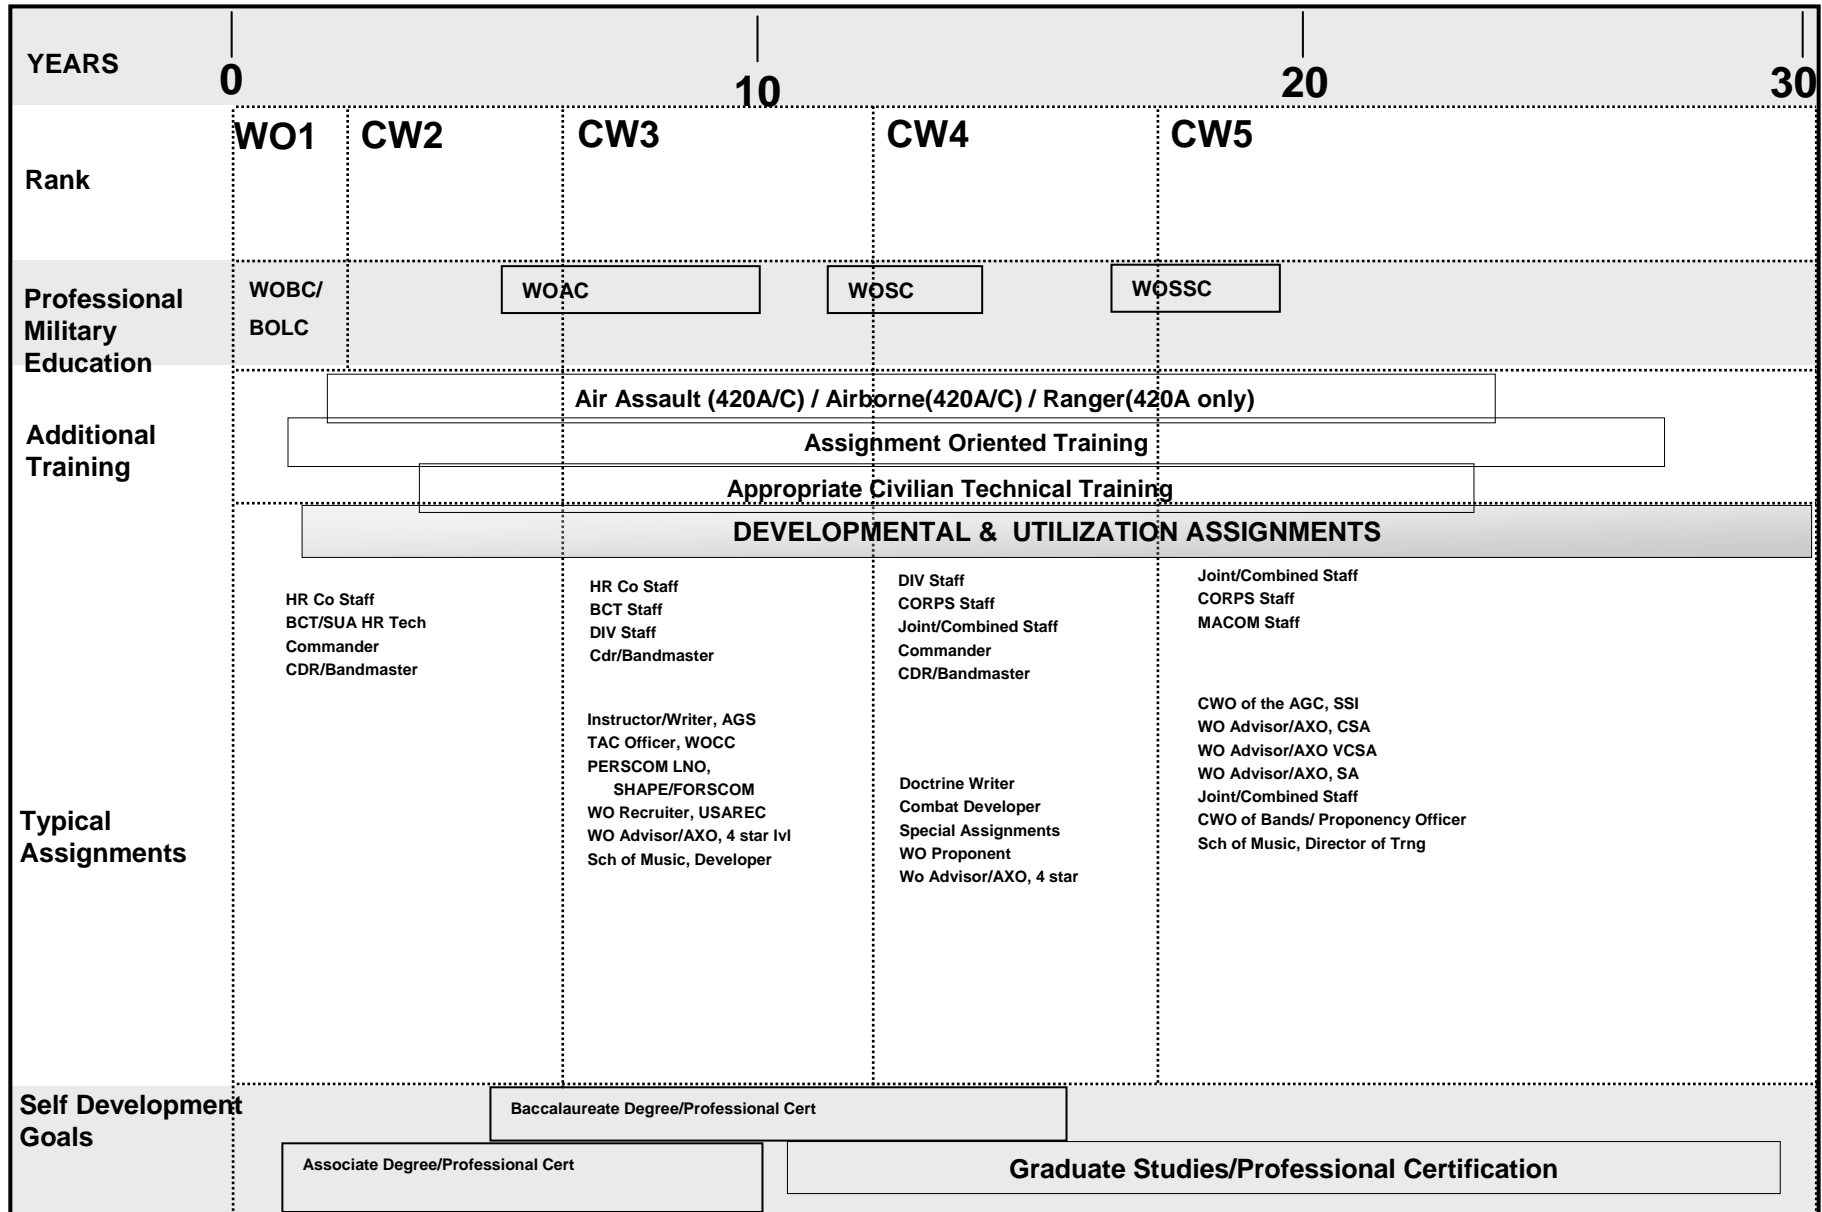 YEARS
0
10
20
30
Rank
WO1
CW2
CW3
CW4
CW5
Professional
Military
Education
WOBC/
BOLC
WOAC
WOSC
WOSSC
Additional
Training
Air Assault (420A/C) / Airborne(420A/C) / Ranger(420A only)
Assignment Oriented Training
Appropriate Civilian Technical Training
DEVELOPMENTAL & UTILIZATION ASSIGNMENTS
Typical
Assignments
HR Co Staff
BCT/SUA HR Tech
Commander
CDR/Bandmaster
HR Co Staff
BCT Staff
DIV Staff
Cdr/Bandmaster
Instructor/Writer, AGS
TAC Officer, WOCC
PERSCOM LNO,
SHAPE/FORSCOM
WO Recruiter, USAREC
WO Advisor/AXO, 4 star lvl
Sch of Music, Developer
DIV Staff
CORPS Staff
Joint/Combined Staff
Commander
CDR/Bandmaster
Doctrine Writer
Combat Developer
Special Assignments
WO Proponent
Wo Advisor/AXO, 4 star
Joint/Combined Staff
CORPS Staff
MACOM Staff
CWO of the AGC, SSI
WO Advisor/AXO, CSA
WO Advisor/AXO VCSA
WO Advisor/AXO, SA
Joint/Combined Staff
CWO of Bands/ Proponency Officer
Sch of Music, Director of Trng
Self Development
Goals
Baccalaureate Degree/Professional Cert
Associate Degree/Professional Cert
Graduate Studies/Professional Certification